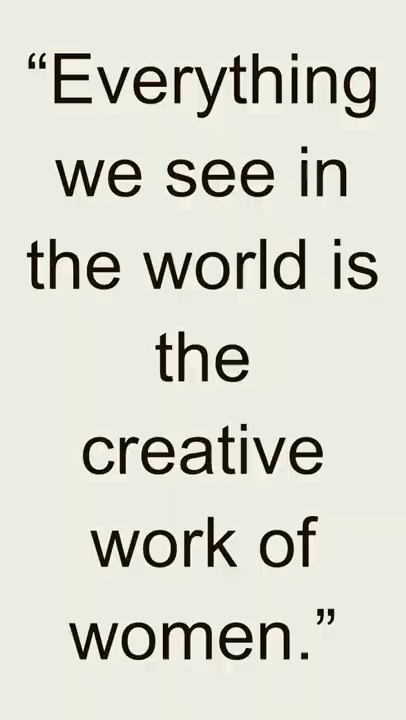 “Everything
we see in
the world is
the
creative
work of
women.”